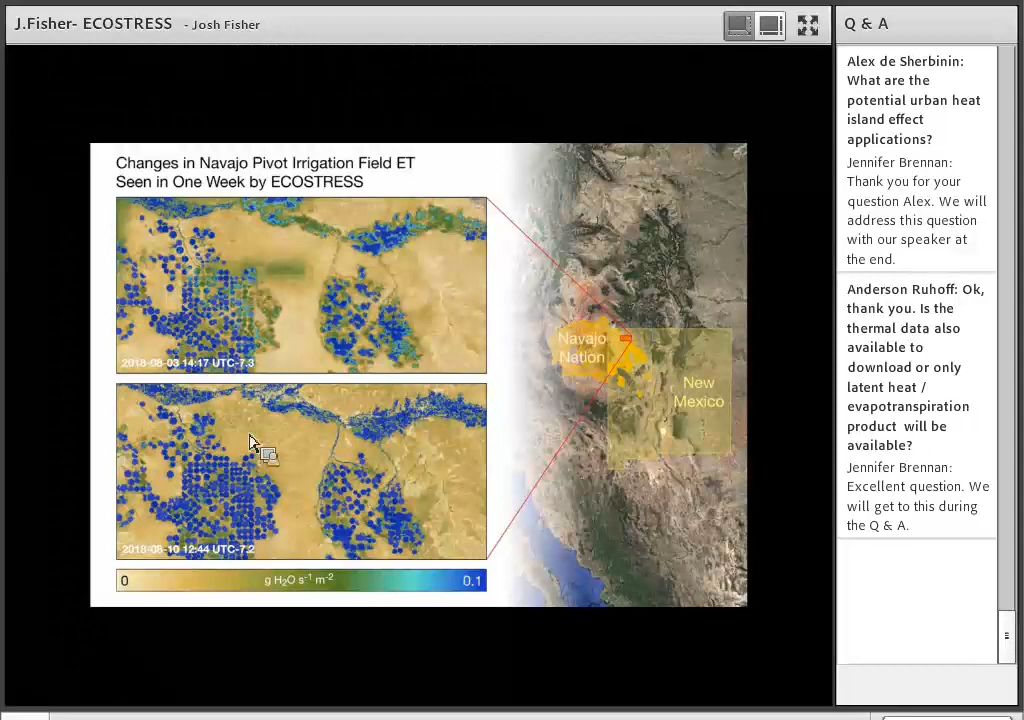 J.Fisher- ECOSTRESS - Josh Fisher
Changes in Navajo Pivot Irrigation Field ET
Seen in One Week by ECOSTRESS
2018-08-03 14:17 UTC-7.3
2018-08-10 12:44 UTC-7.2
0 g H₂O s⁻¹ m⁻² 0.1
Navajo
Nation
New
Mexico
Q & A
Alex de Sherbinin:
What are the
potential urban heat
island effect
applications?
Jennifer Brennan:
Thank you for your
question Alex. We will
address this question
with our speaker at
the end.
Anderson Ruhoff: Ok,
thank you. Is the
thermal data also
available to
download or only
latent heat /
evapotranspiration
product will be
available?
Jennifer Brennan:
Excellent question. We
will get to this during
the Q & A.